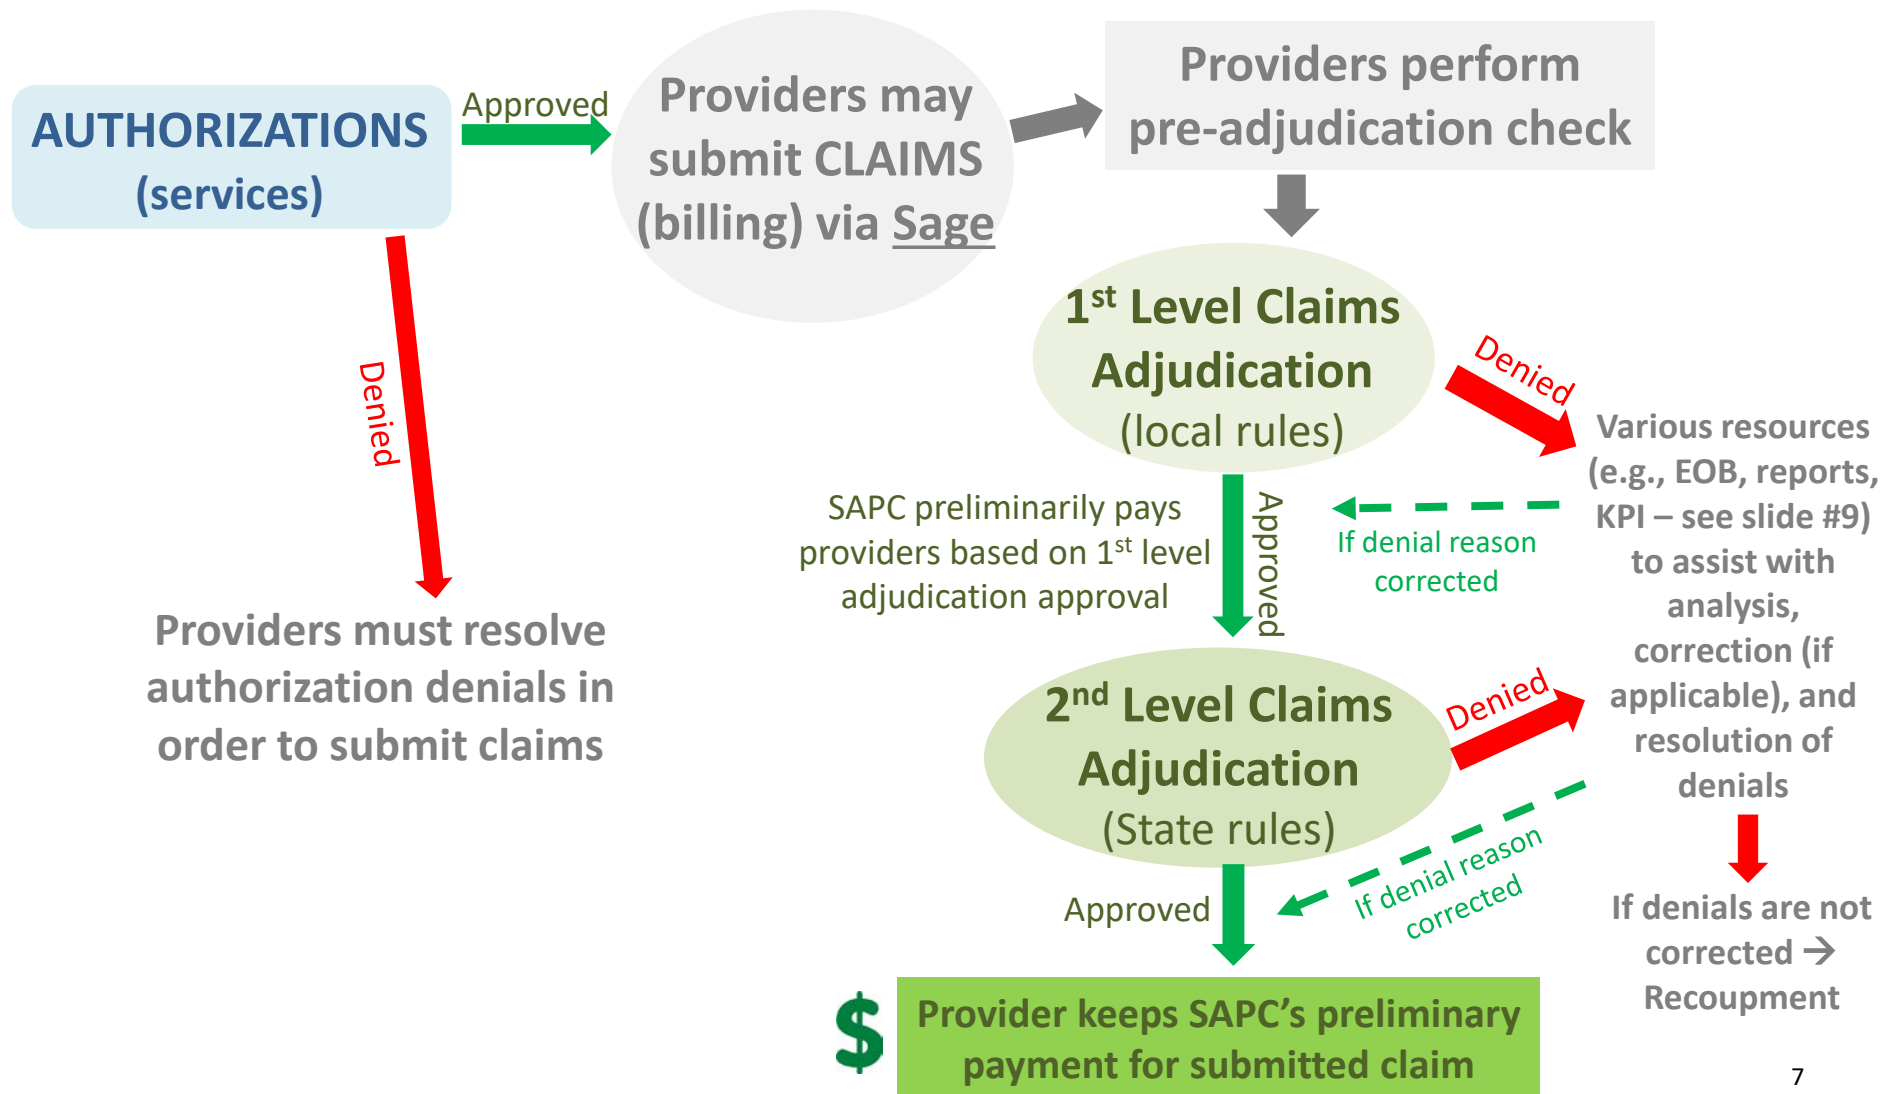 AUTHORIZATIONS
(services)
Approved
Providers may
submit CLAIMS
(billing) via Sage
Providers perform
pre-adjudication check
Denied
Providers must resolve
authorization denials in
order to submit claims
1st Level Claims
Adjudication
(local rules)
Denied
SAPC preliminarily pays
providers based on 1st level
adjudication approval
Approved
If denial reason
corrected
Various resources
(e.g., EOB, reports,
KPI – see slide #9)
to assist with
analysis,
correction (if
applicable), and
resolution of
denials
2nd Level Claims
Adjudication
(State rules)
Denied
If denial reason
corrected
Approved
If denials are not
corrected →
Recoupment
$
Provider keeps SAPC’s preliminary
payment for submitted claim
7